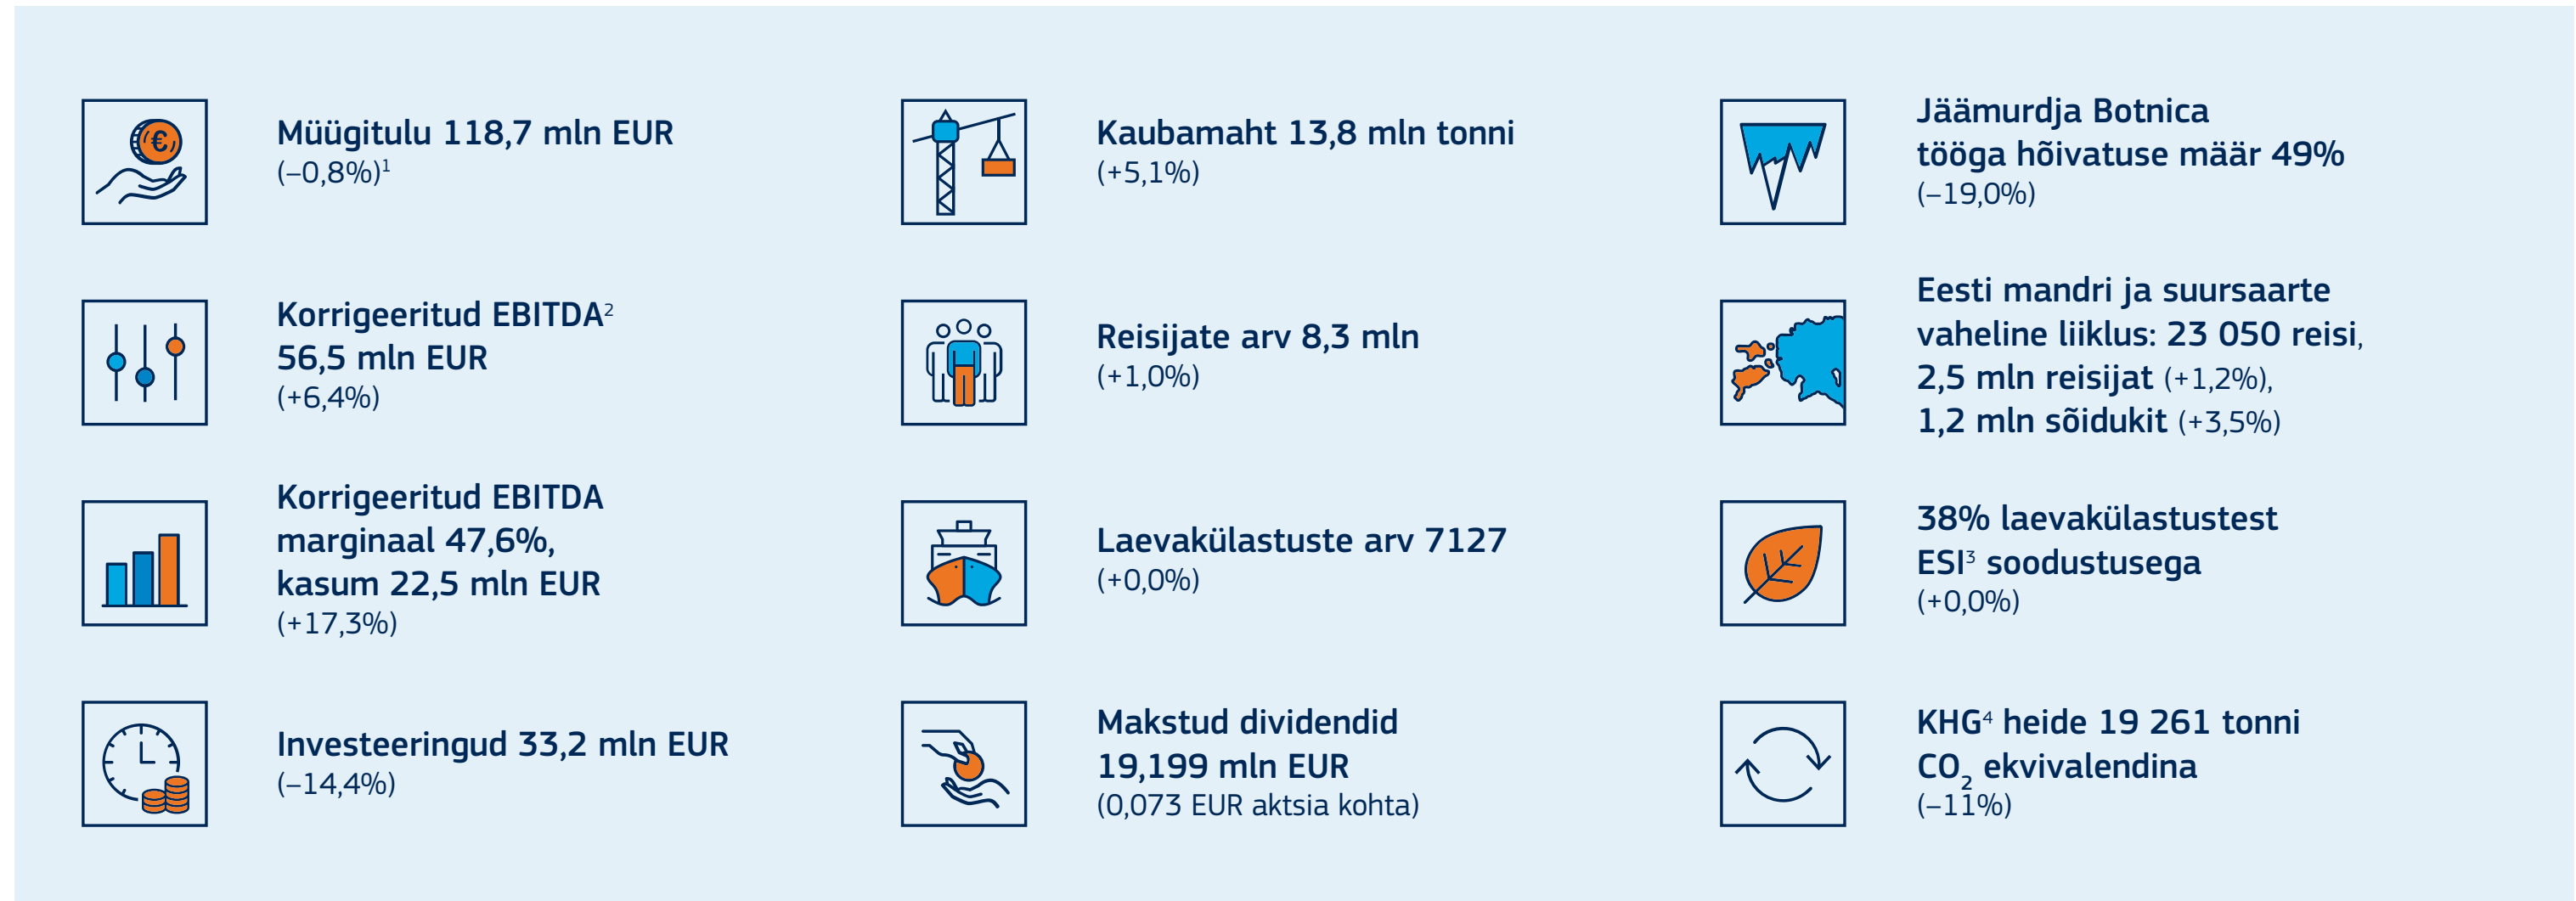 Müügitulu 118,7 mln EUR
(–0,8%)¹
Korrigeeritud EBITDA²
56,5 mln EUR
(+6,4%)
Korrigeeritud EBITDA
marginaal 47,6%,
kasum 22,5 mln EUR
(+17,3%)
Investeeringud 33,2 mln EUR
(–14,4%)
Kaubamaht 13,8 mln tonni
(+5,1%)
Reisijate arv 8,3 mln
(+1,0%)
Laevakülastuste arv 7127
(+0,0%)
Makstud dividendid
19,199 mln EUR
(0,073 EUR aktsia kohta)
Jäämurdja Botnica
tööga hõivatuse määr 49%
(–19,0%)
Eesti mandri ja suursaarte
vaheline liiklus: 23 050 reisi,
2,5 mln reisijat (+1,2%),
1,2 mln sõidukit (+3,5%)
38% laevakülastustest
ESI³ soodustusega
(+0,0%)
KHG⁴ heide 19 261 tonni
CO₂ ekvivalendina
(–11%)